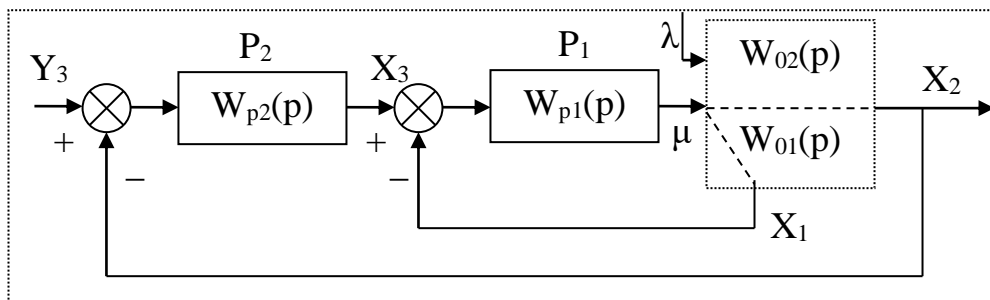 P₂
P₁
λ
W₀₂(p)
Y₃
X₃
X₂
Wₚ₂(p)
Wₚ₁(p)
+
+
μ
W₀₁(p)
−
−
X₁